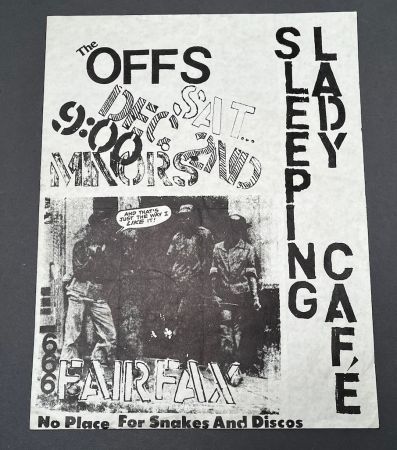 The
OFFS
DEC. SAT...
9:00 2ND
MINORS
SLEEPING
LADY
CAFÉ
AND THAT'S
JUST THE WAY I
LIKE IT!
FAIRFAX
No Place For Snakes And Discos